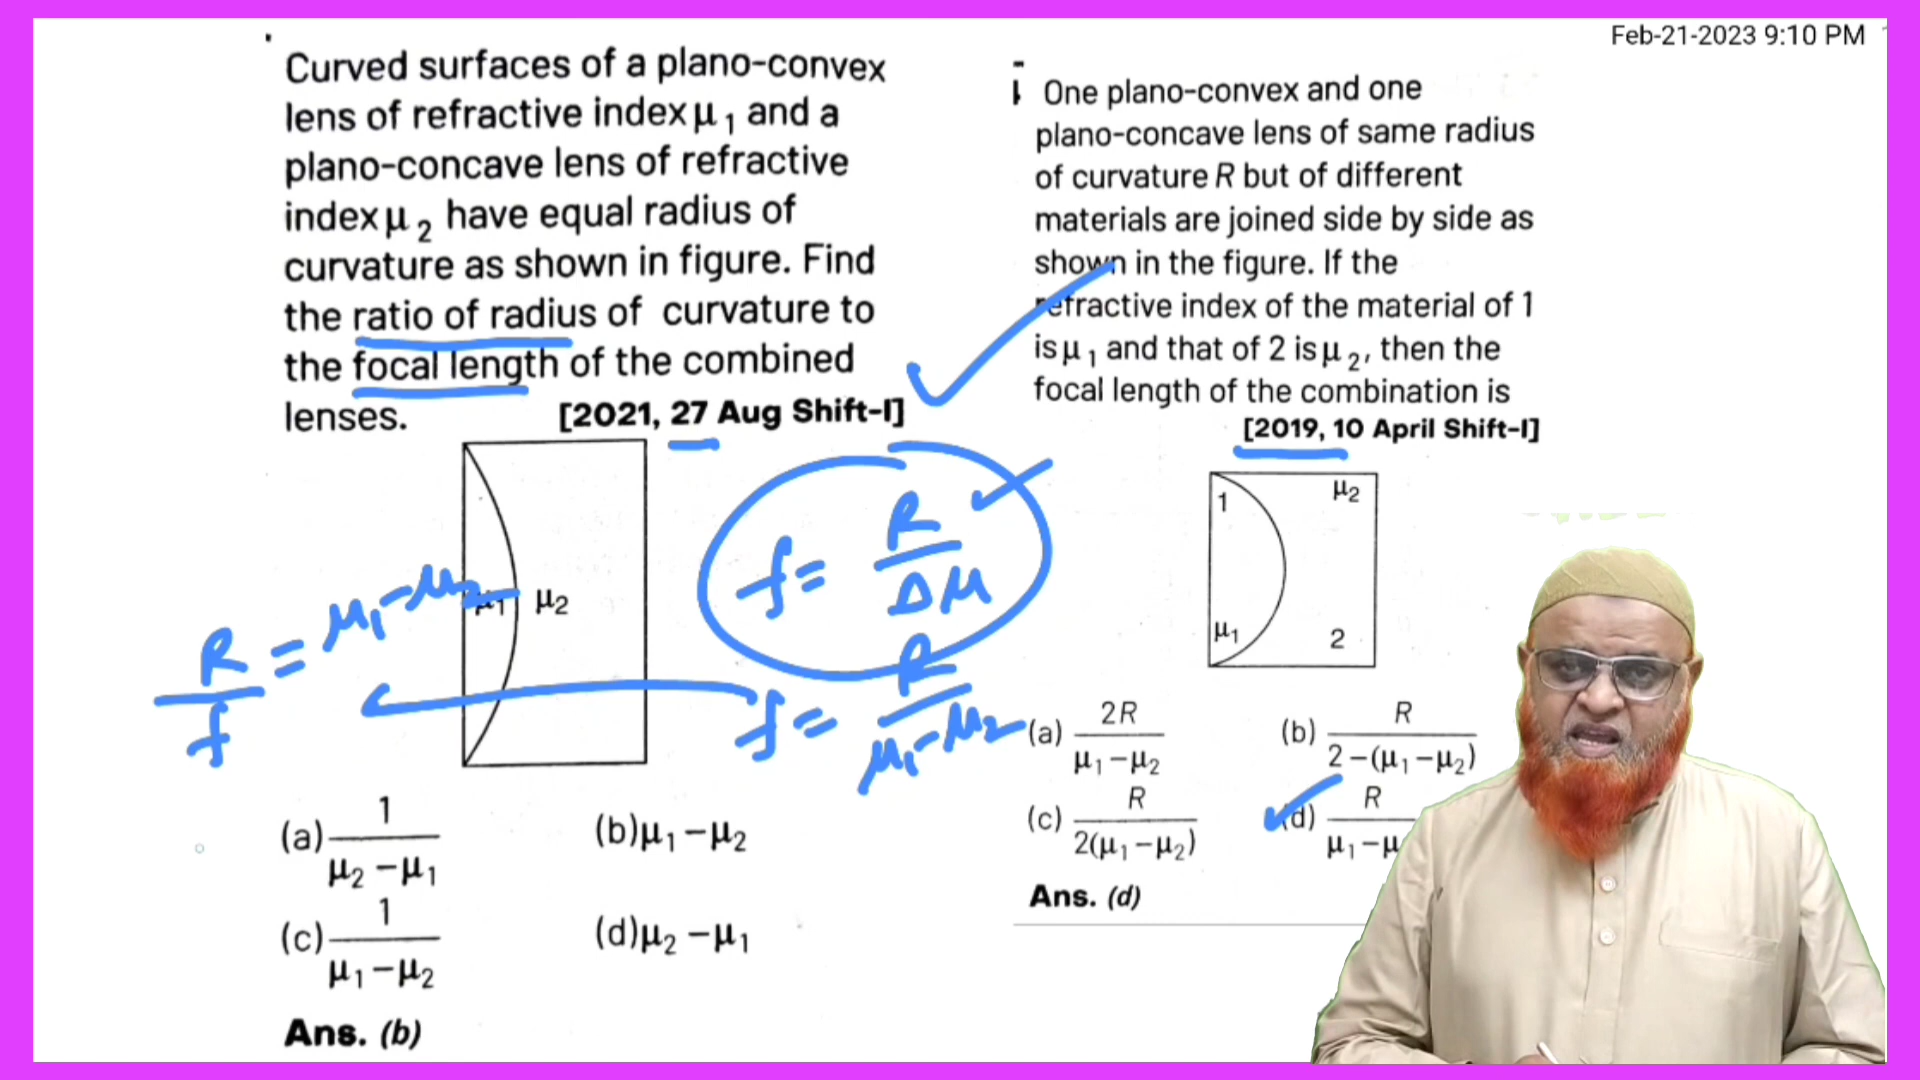 Feb-21-2023 9:10 PM
Curved surfaces of a plano-convex
lens of refractive index μ₁ and a
plano-concave lens of refractive
index μ₂ have equal radius of
curvature as shown in figure. Find
the ratio of radius of curvature to
the focal length of the combined
lenses. [2021, 27 Aug Shift-I]
μ₁ μ₂
R/f = μ₁-μ₂
f = R/Δμ
f = R/(μ₁-μ₂)
(a) 1/(μ₂-μ₁) (b) μ₁-μ₂
(c) 1/(μ₁-μ₂) (d) μ₂-μ₁
Ans. (b)
One plano-convex and one
plano-concave lens of same radius
of curvature R but of different
materials are joined side by side as
shown in the figure. If the
refractive index of the material of 1
is μ₁ and that of 2 is μ₂, then the
focal length of the combination is
[2019, 10 April Shift-I]
1 μ₂
μ₁ 2
(a) 2R/(μ₁-μ₂) (b) R/(2-(μ₁-μ₂))
(c) R/(2(μ₁-μ₂)) (d) R/(μ₁-μ
Ans. (d)